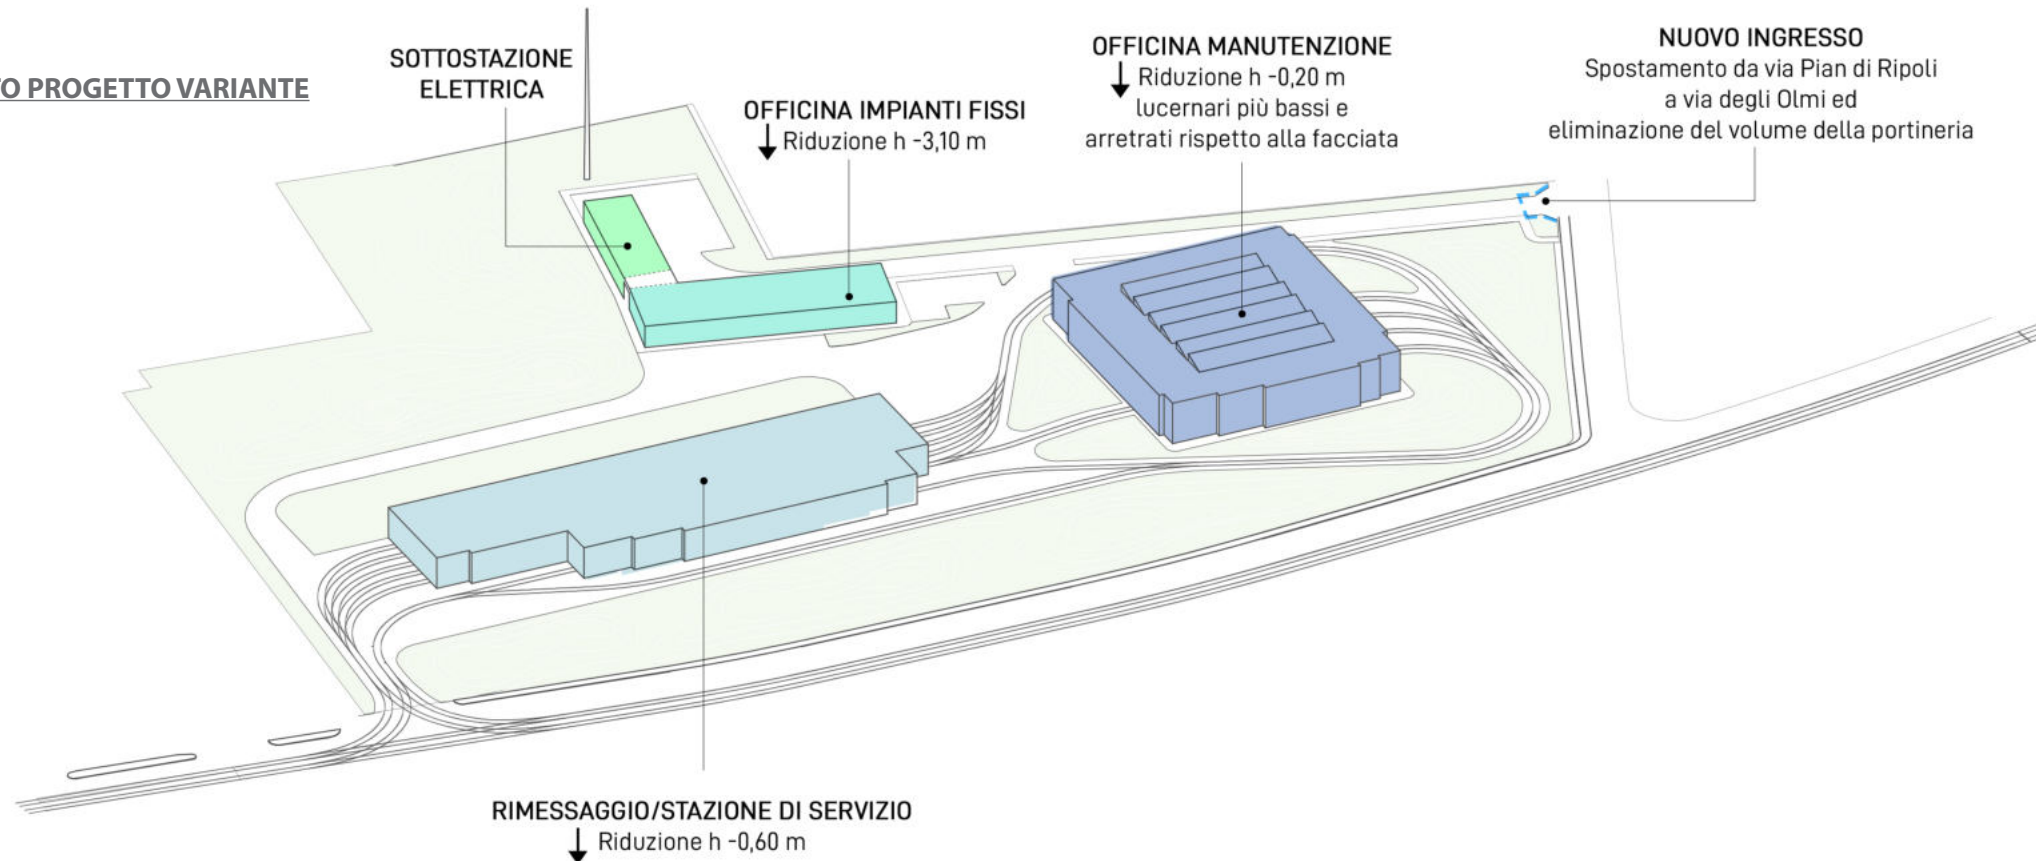 TO PROGETTO VARIANTE
SOTTOSTAZIONE
ELETTRICA
OFFICINA IMPIANTI FISSI
Riduzione h -3,10 m
OFFICINA MANUTENZIONE
Riduzione h -0,20 m
lucernari più bassi e
arretrati rispetto alla facciata
NUOVO INGRESSO
Spostamento da via Pian di Ripoli
a via degli Olmi ed
eliminazione del volume della portineria
RIMESSAGGIO/STAZIONE DI SERVIZIO
Riduzione h -0,60 m